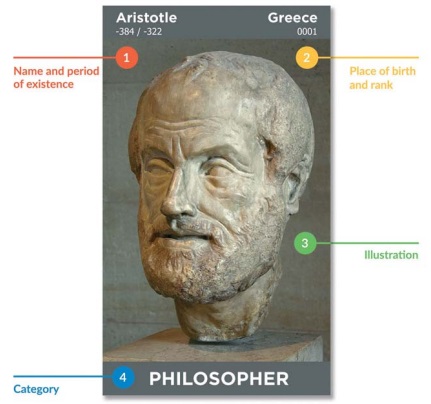 Aristotle
-384 / -322
Greece
0001
1
Name and period
of existence
2
Place of birth
and rank
3
Illustration
4
Category
PHILOSOPHER